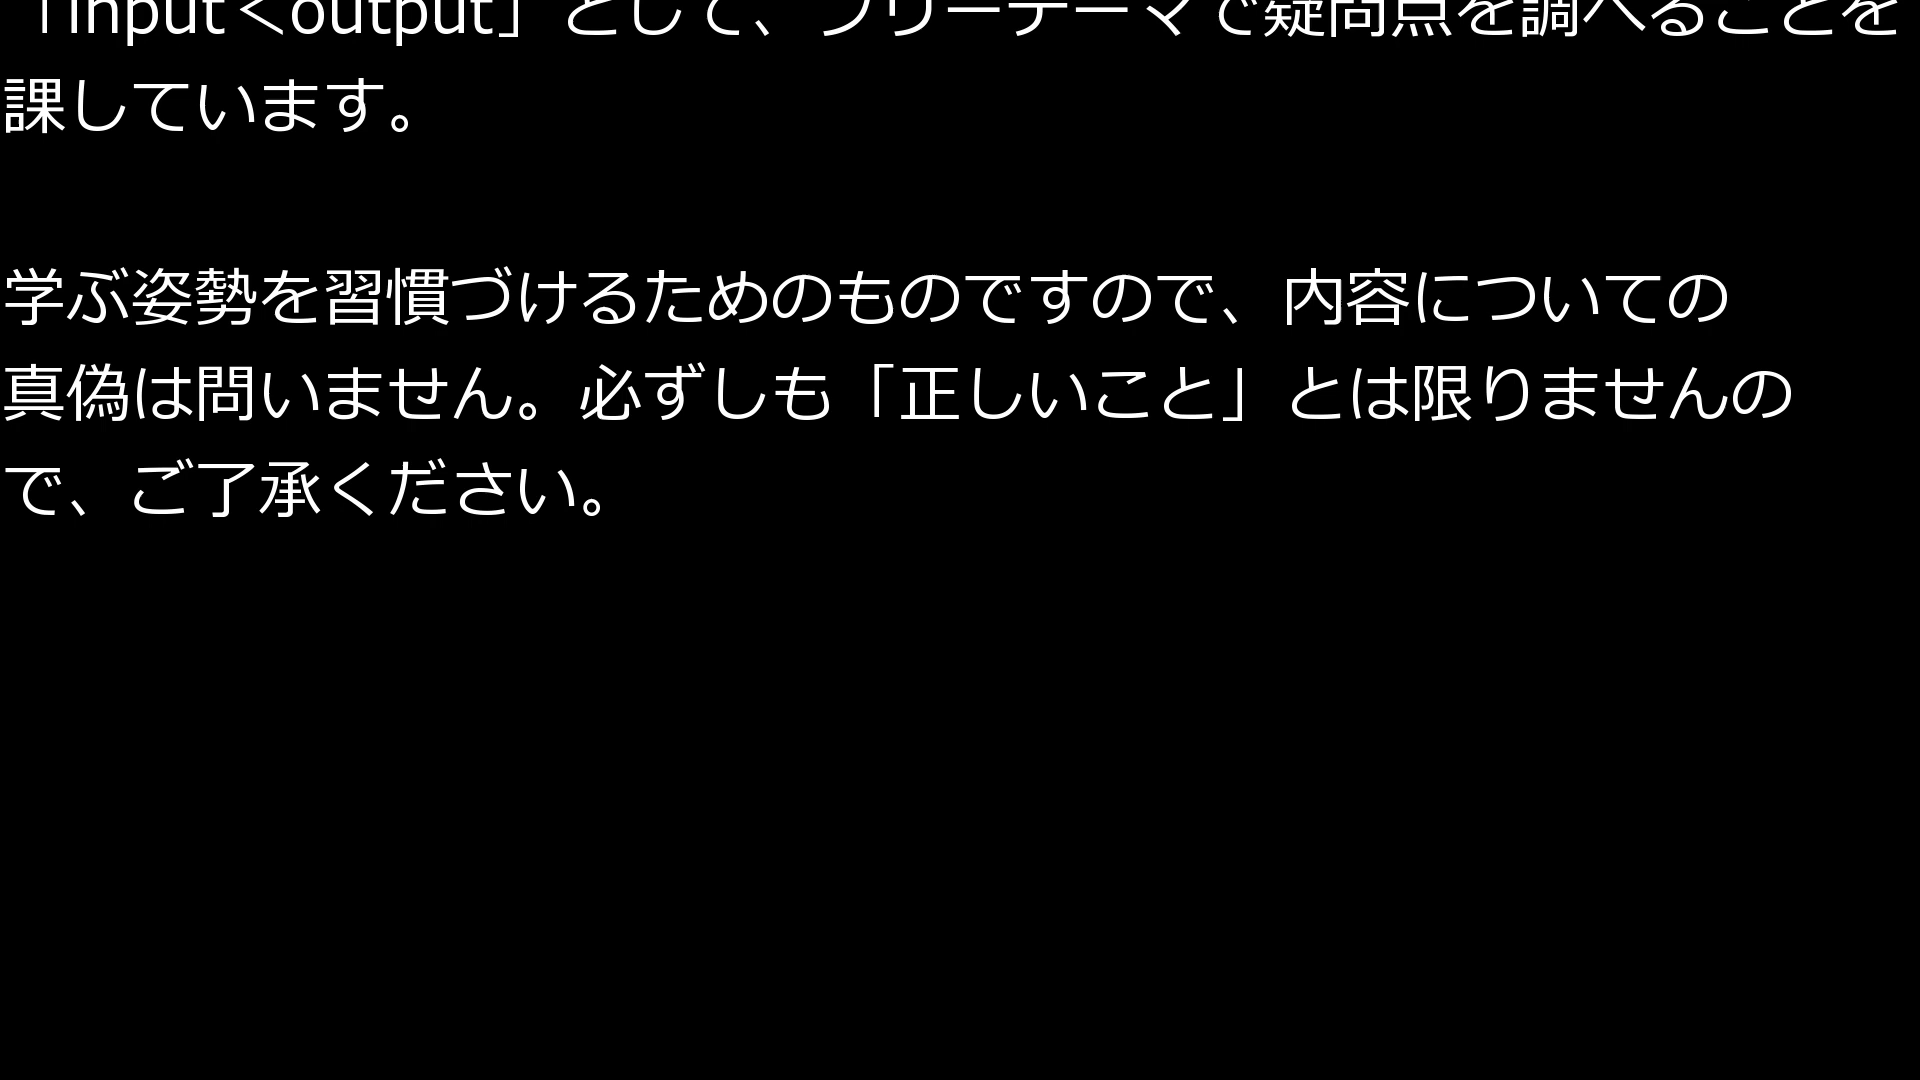 「input＜output」として、フリーテーマで疑問点を調べることを
課しています。
学ぶ姿勢を習慣づけるためのものですので、内容についての
真偽は問いません。必ずしも「正しいこと」とは限りませんの
で、ご了承ください。